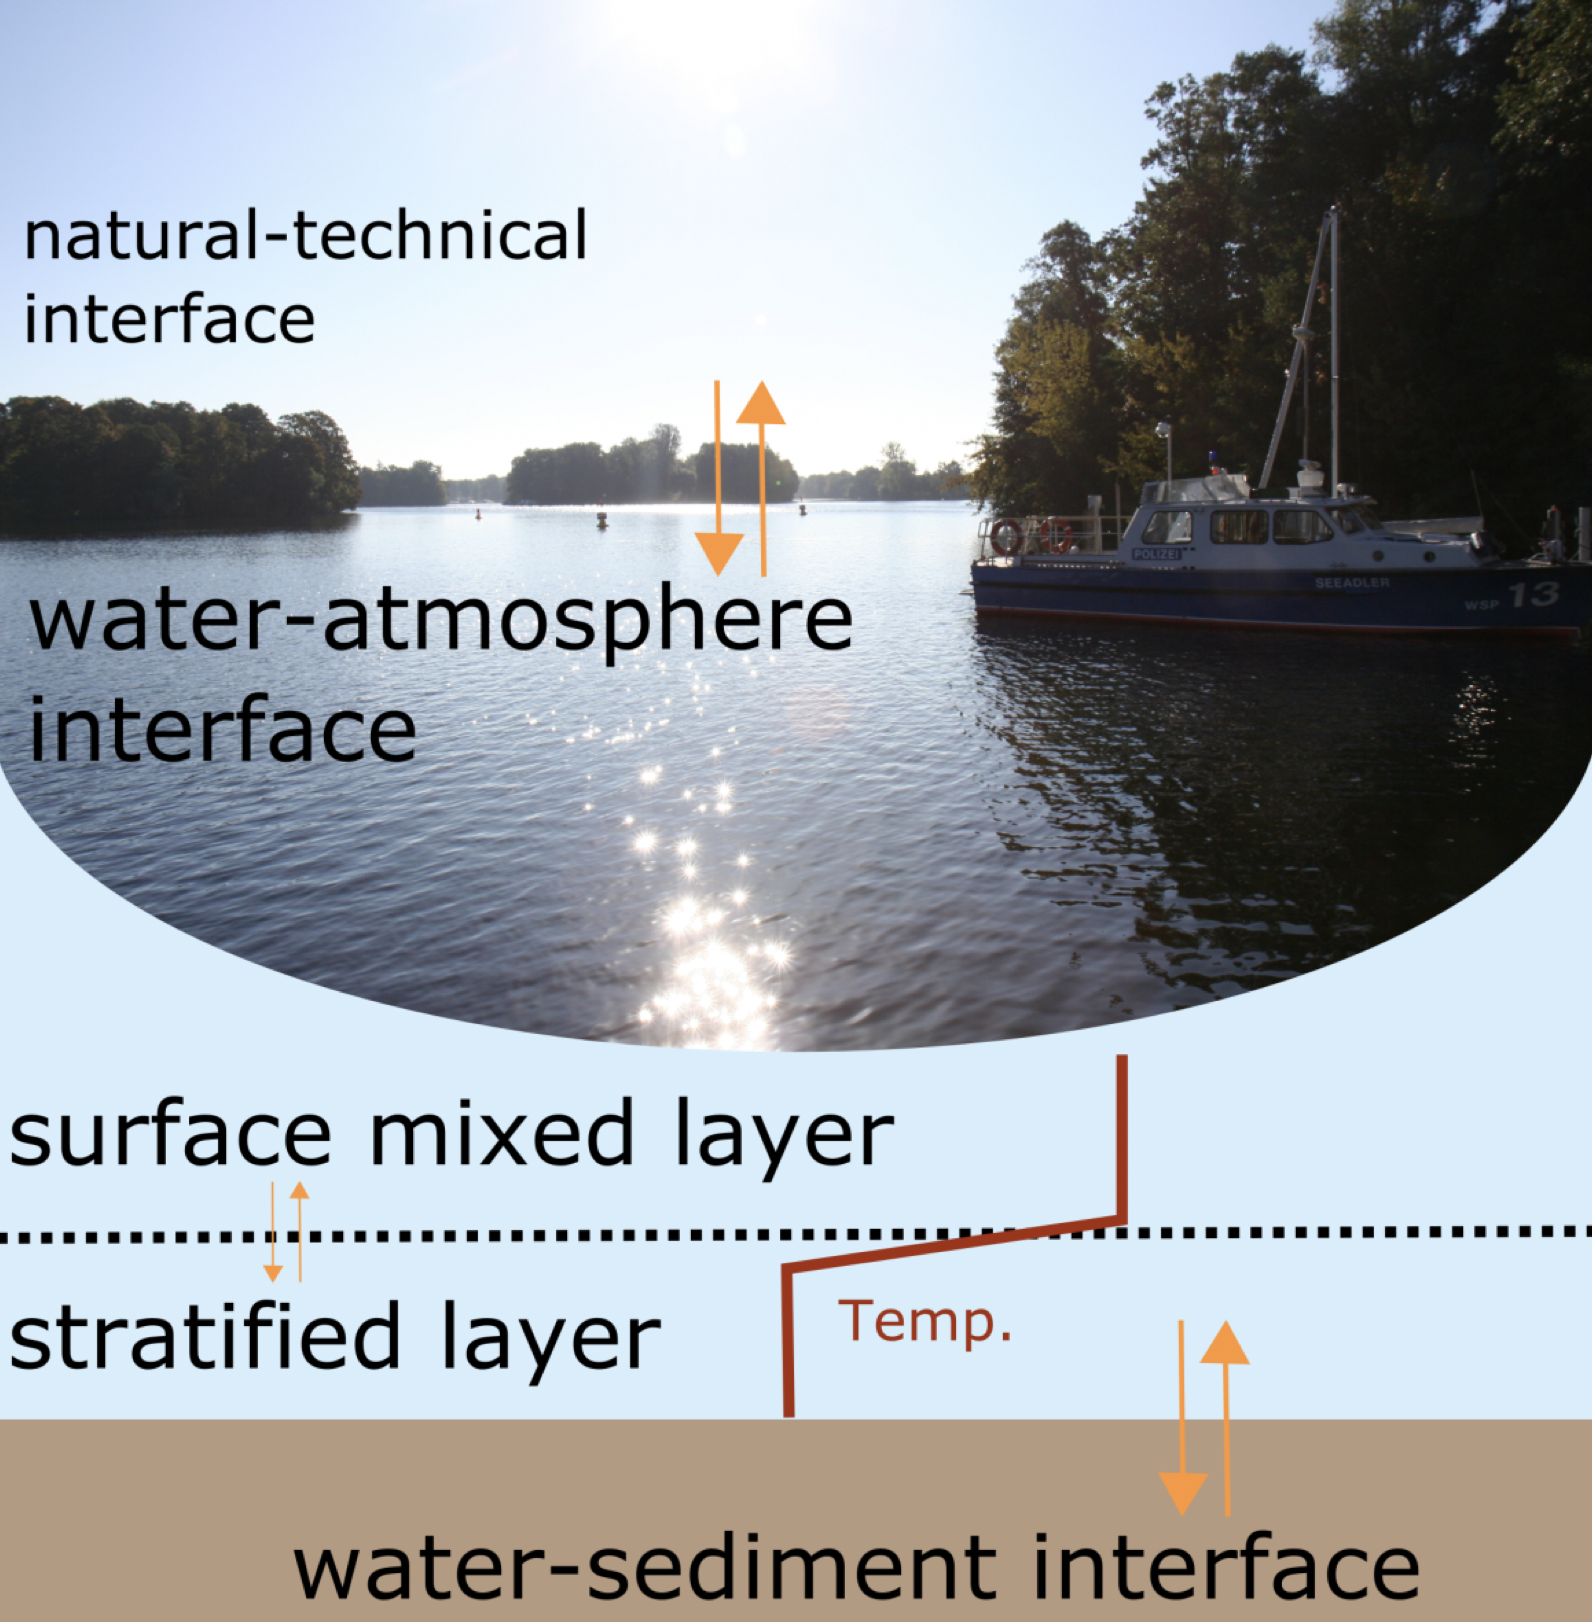 natural-technical
interface
water-atmosphere
interface
POLIZEI
SEEADLER
WSP 13
surface mixed layer
stratified layer
Temp.
water-sediment interface